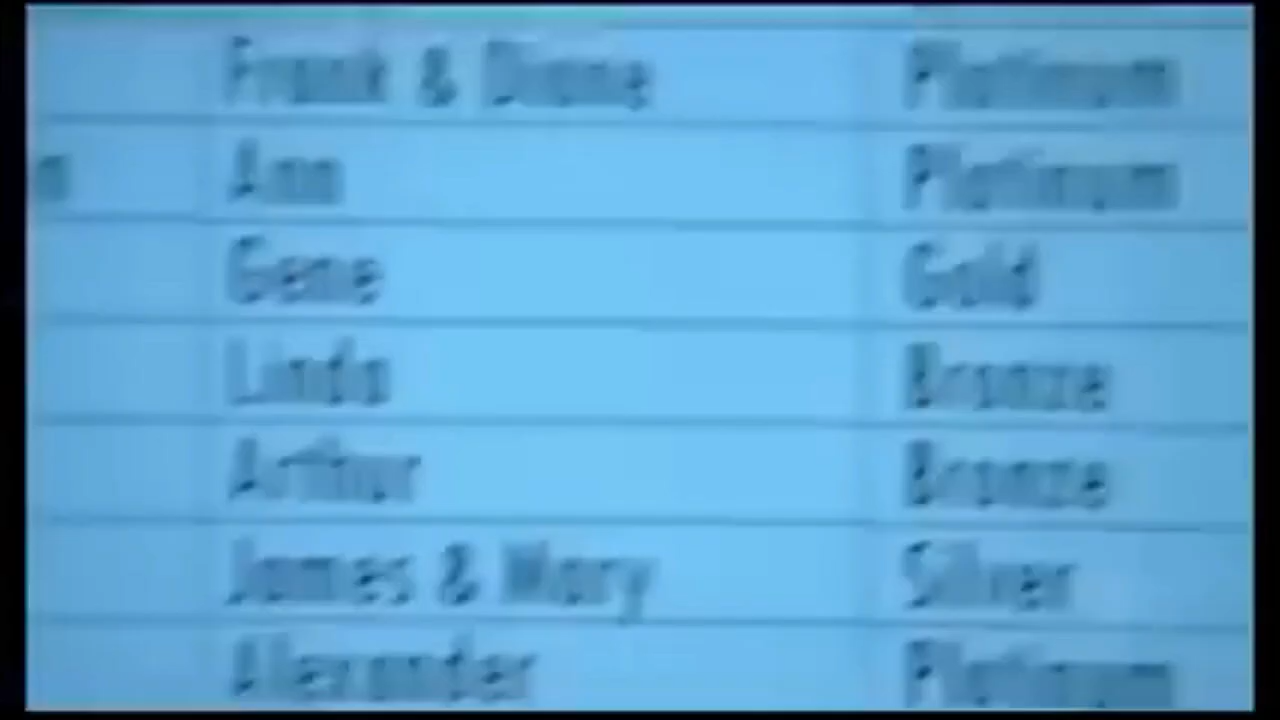 Frank & Diane Platinum
Ann Platinum
Gene Gold
Linda Bronze
Arthur Bronze
James & Mary Silver
Alexander Platinum